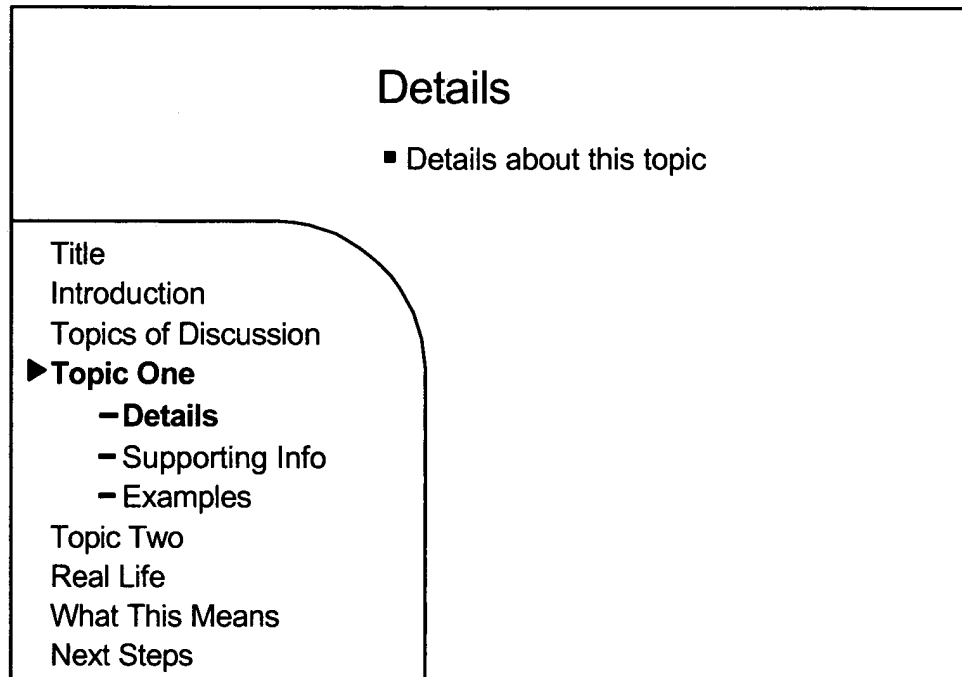 Details
▪ Details about this topic
Title
Introduction
Topics of Discussion
▶Topic One
–Details
–Supporting Info
–Examples
Topic Two
Real Life
What This Means
Next Steps